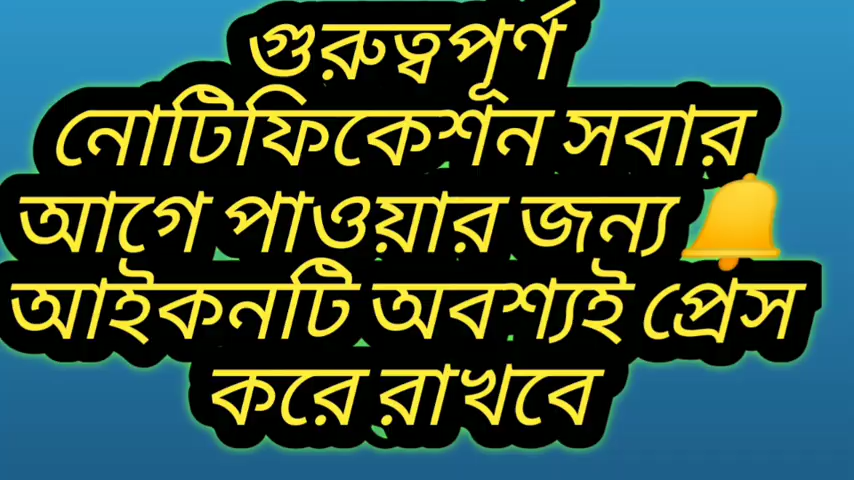 গুরুত্বপূর্ণ
নোটিফিকেশন সবার
আগে পাওয়ার জন্য 🔔
আইকনটি অবশ্যই প্রেস
করে রাখবে